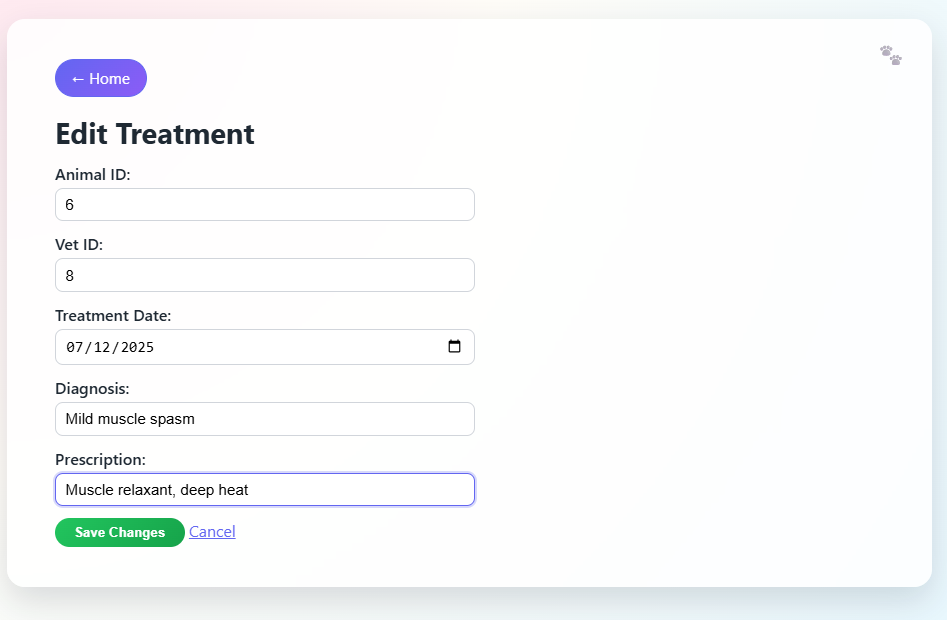 ← Home
Edit Treatment
Animal ID:
6
Vet ID:
8
Treatment Date:
07/12/2025
Diagnosis:
Mild muscle spasm
Prescription:
Muscle relaxant, deep heat
Save Changes Cancel